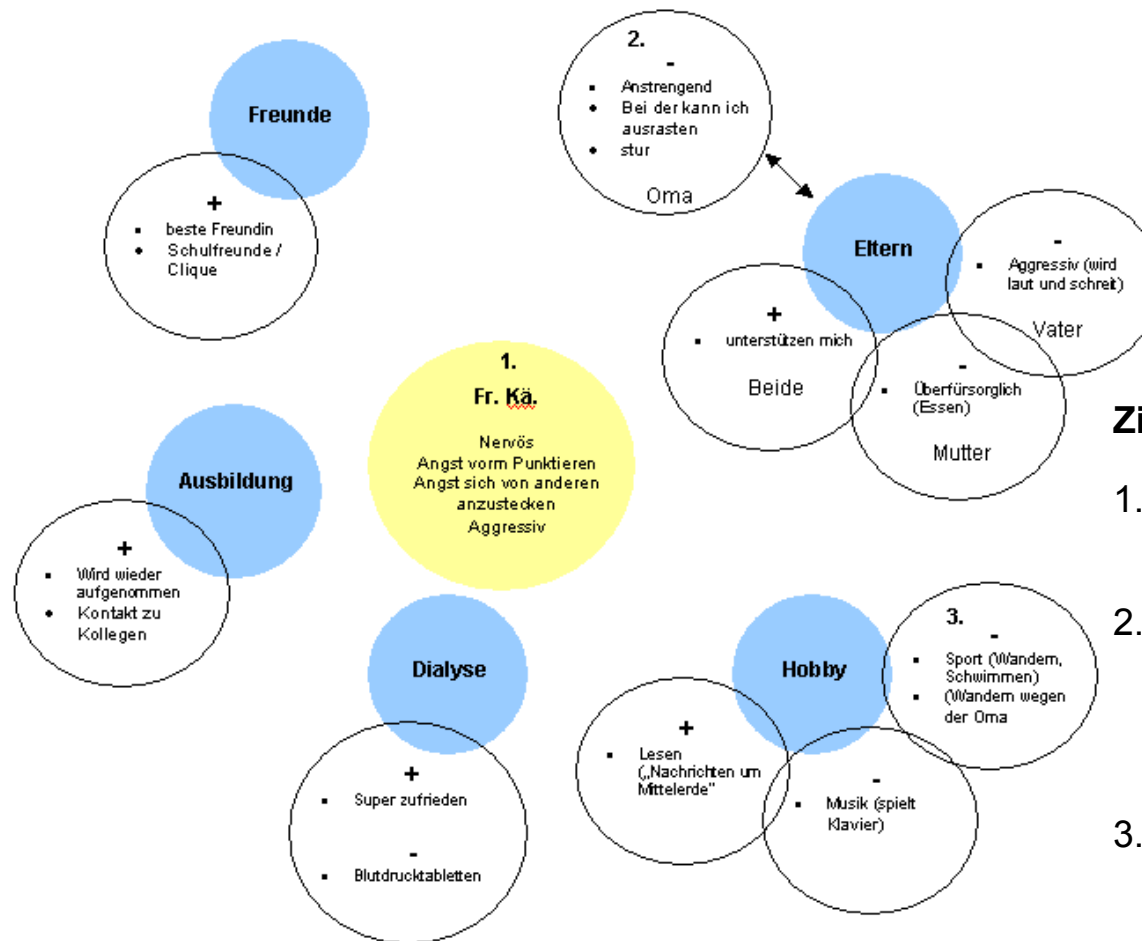 Freunde
+
beste Freundin
Schulfreunde /
Clique
2.
-
Anstrengend
Bei der kann ich
ausrasten
stur
Oma
Eltern
-
Aggressiv (wird
laut und schreit)
Vater
+
unterstützen mich
Beide
-
Überfürsorglich
(Essen)
Mutter
1.
Fr. Kä.
Nervös
Angst vorm Punktieren
Angst sich von anderen
anzustecken
Aggressiv
Ausbildung
+
Wird wieder
aufgenommen
Kontakt zu
Kollegen
Dialyse
+
Super zufrieden
-
Blutdrucktabletten
Hobby
3.
-
Sport (Wandern,
Schwimmen)
(Wandern wegen
der Oma
+
Lesen
(„Nachrichten um
Mittelerde"
-
Musik (spielt
Klavier)
Zi
1.
2.
3.